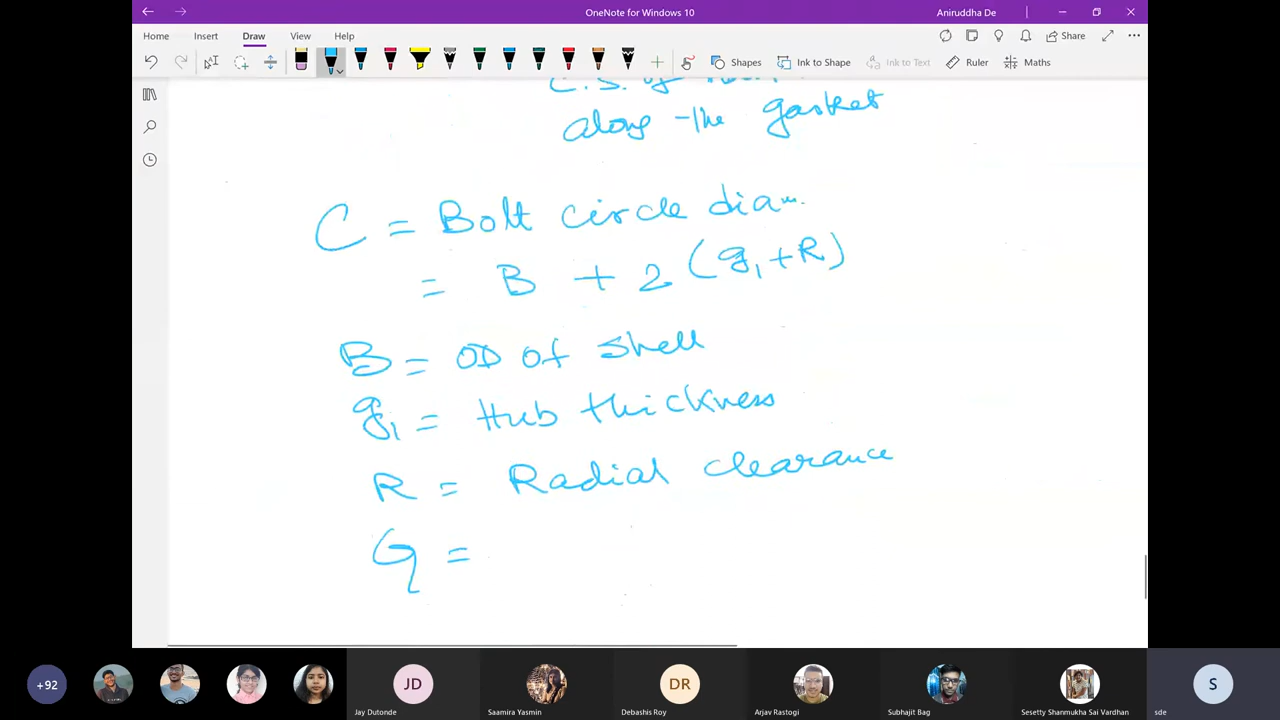 OneNote for Windows 10
Aniruddha De
Home Insert Draw View Help
Share
Shapes Ink to Shape Ink to Text Ruler Maths
C.S. of
along the gasket
C = Bolt circle diam.
= B + 2 (g₁+R)
B = OD of shell
g₁ = Hub thickness
R = Radial clearance
G =
+92
JD
DR
S
Jay Dutonde
Saamira Yasmin
Debashis Roy
Arjav Rastogi
Subhajit Bag
Sesetty Shanmukha Sai Vardhan
sde